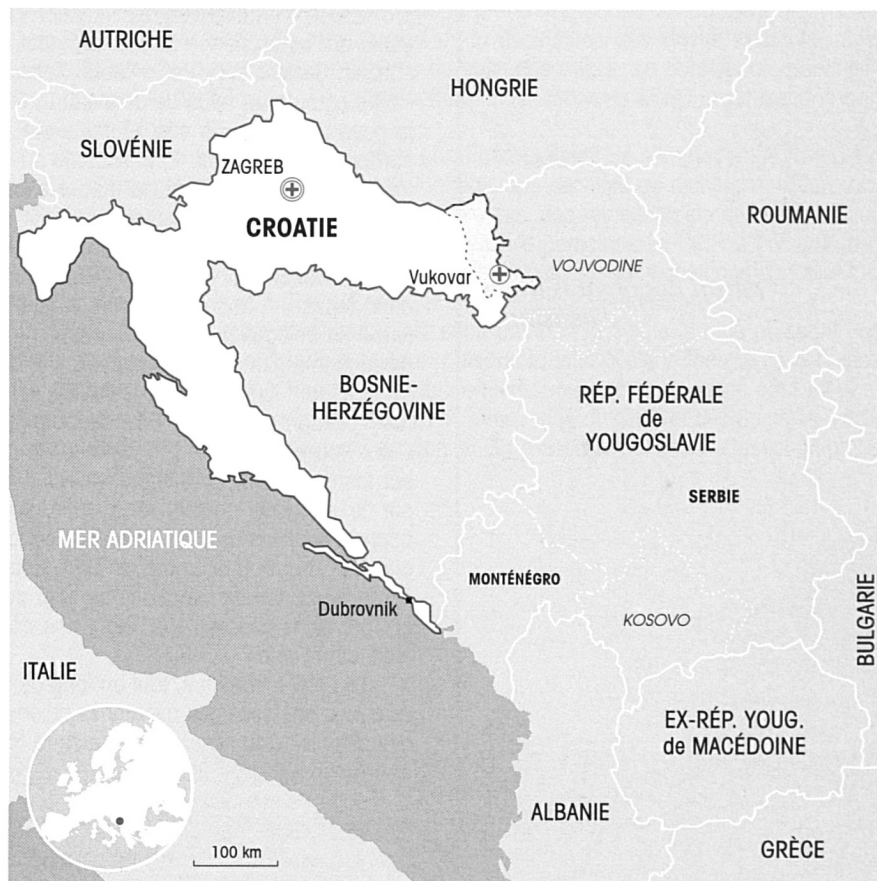 AUTRICHE
HONGRIE
SLOVÉNIE
ZAGREB
ROUMANIE
CROATIE
VOJVODINE
Vukovar
BOSNIE-
HERZÉGOVINE
RÉP. FÉDÉRALE
de
YOUGOSLAVIE
SERBIE
MER ADRIATIQUE
MONTÉNÉGRO
Dubrovnik
KOSOVO
BULGARIE
ITALIE
EX-RÉP. YOUG.
de MACÉDOINE
ALBANIE
100 km
GRÈCE